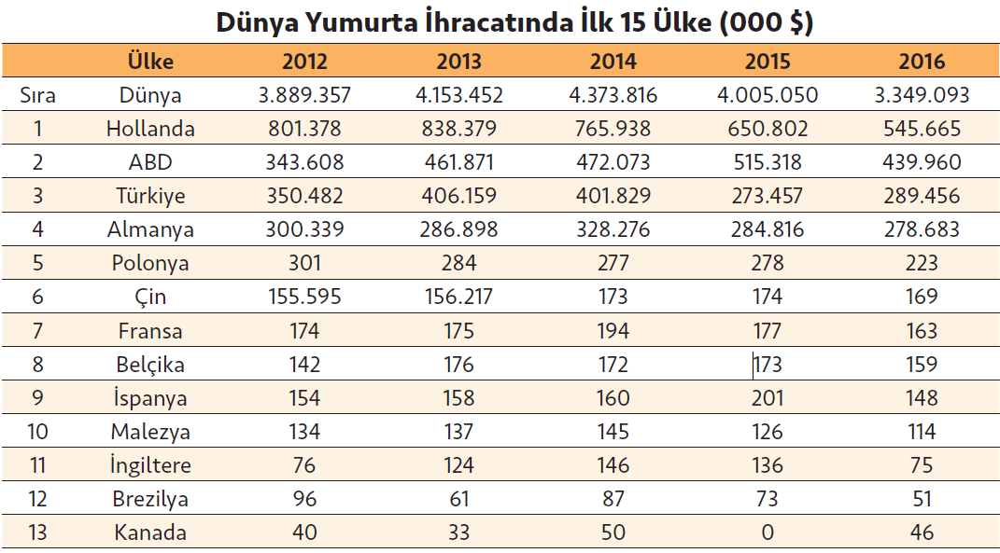 Dünya Yumurta İhracatında İlk 15 Ülke (000 $)
Ülke 2012 2013 2014 2015 2016
Sıra Dünya 3.889.357 4.153.452 4.373.816 4.005.050 3.349.093
1 Hollanda 801.378 838.379 765.938 650.802 545.665
2 ABD 343.608 461.871 472.073 515.318 439.960
3 Türkiye 350.482 406.159 401.829 273.457 289.456
4 Almanya 300.339 286.898 328.276 284.816 278.683
5 Polonya 301 284 277 278 223
6 Çin 155.595 156.217 173 174 169
7 Fransa 174 175 194 177 163
8 Belçika 142 176 172 173 159
9 İspanya 154 158 160 201 148
10 Malezya 134 137 145 126 114
11 İngiltere 76 124 146 136 75
12 Brezilya 96 61 87 73 51
13 Kanada 40 33 50 0 46